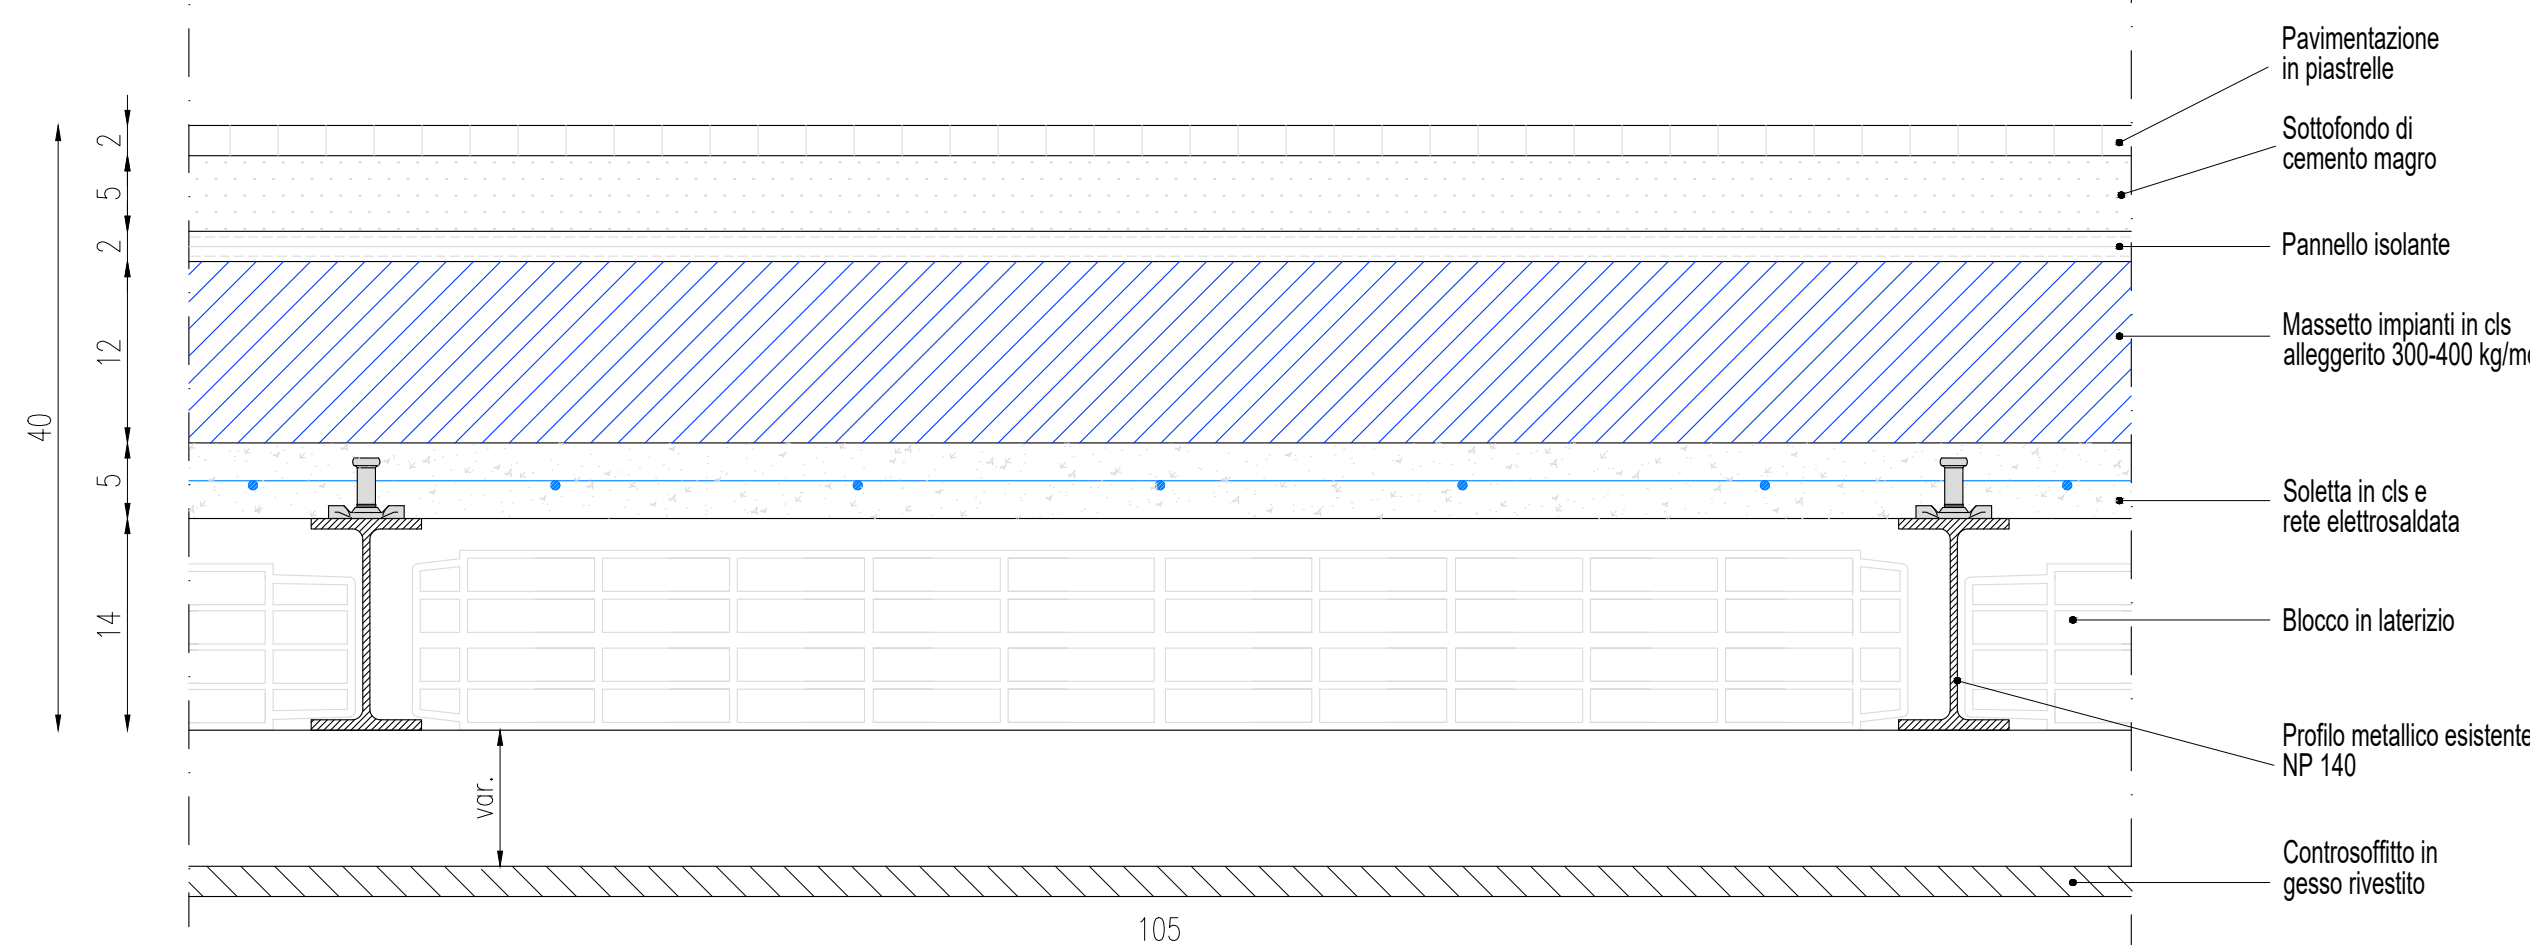 Pavimentazione
in piastrelle
Sottofondo di
cemento magro
Pannello isolante
Massetto impianti in cls
alleggerito 300-400 kg/m
Soletta in cls e
rete elettrosaldata
Blocco in laterizio
Profilo metallico esistente
NP 140
Controsoffitto in
gesso rivestito
2
5
2
12
5
14
40
var.
105